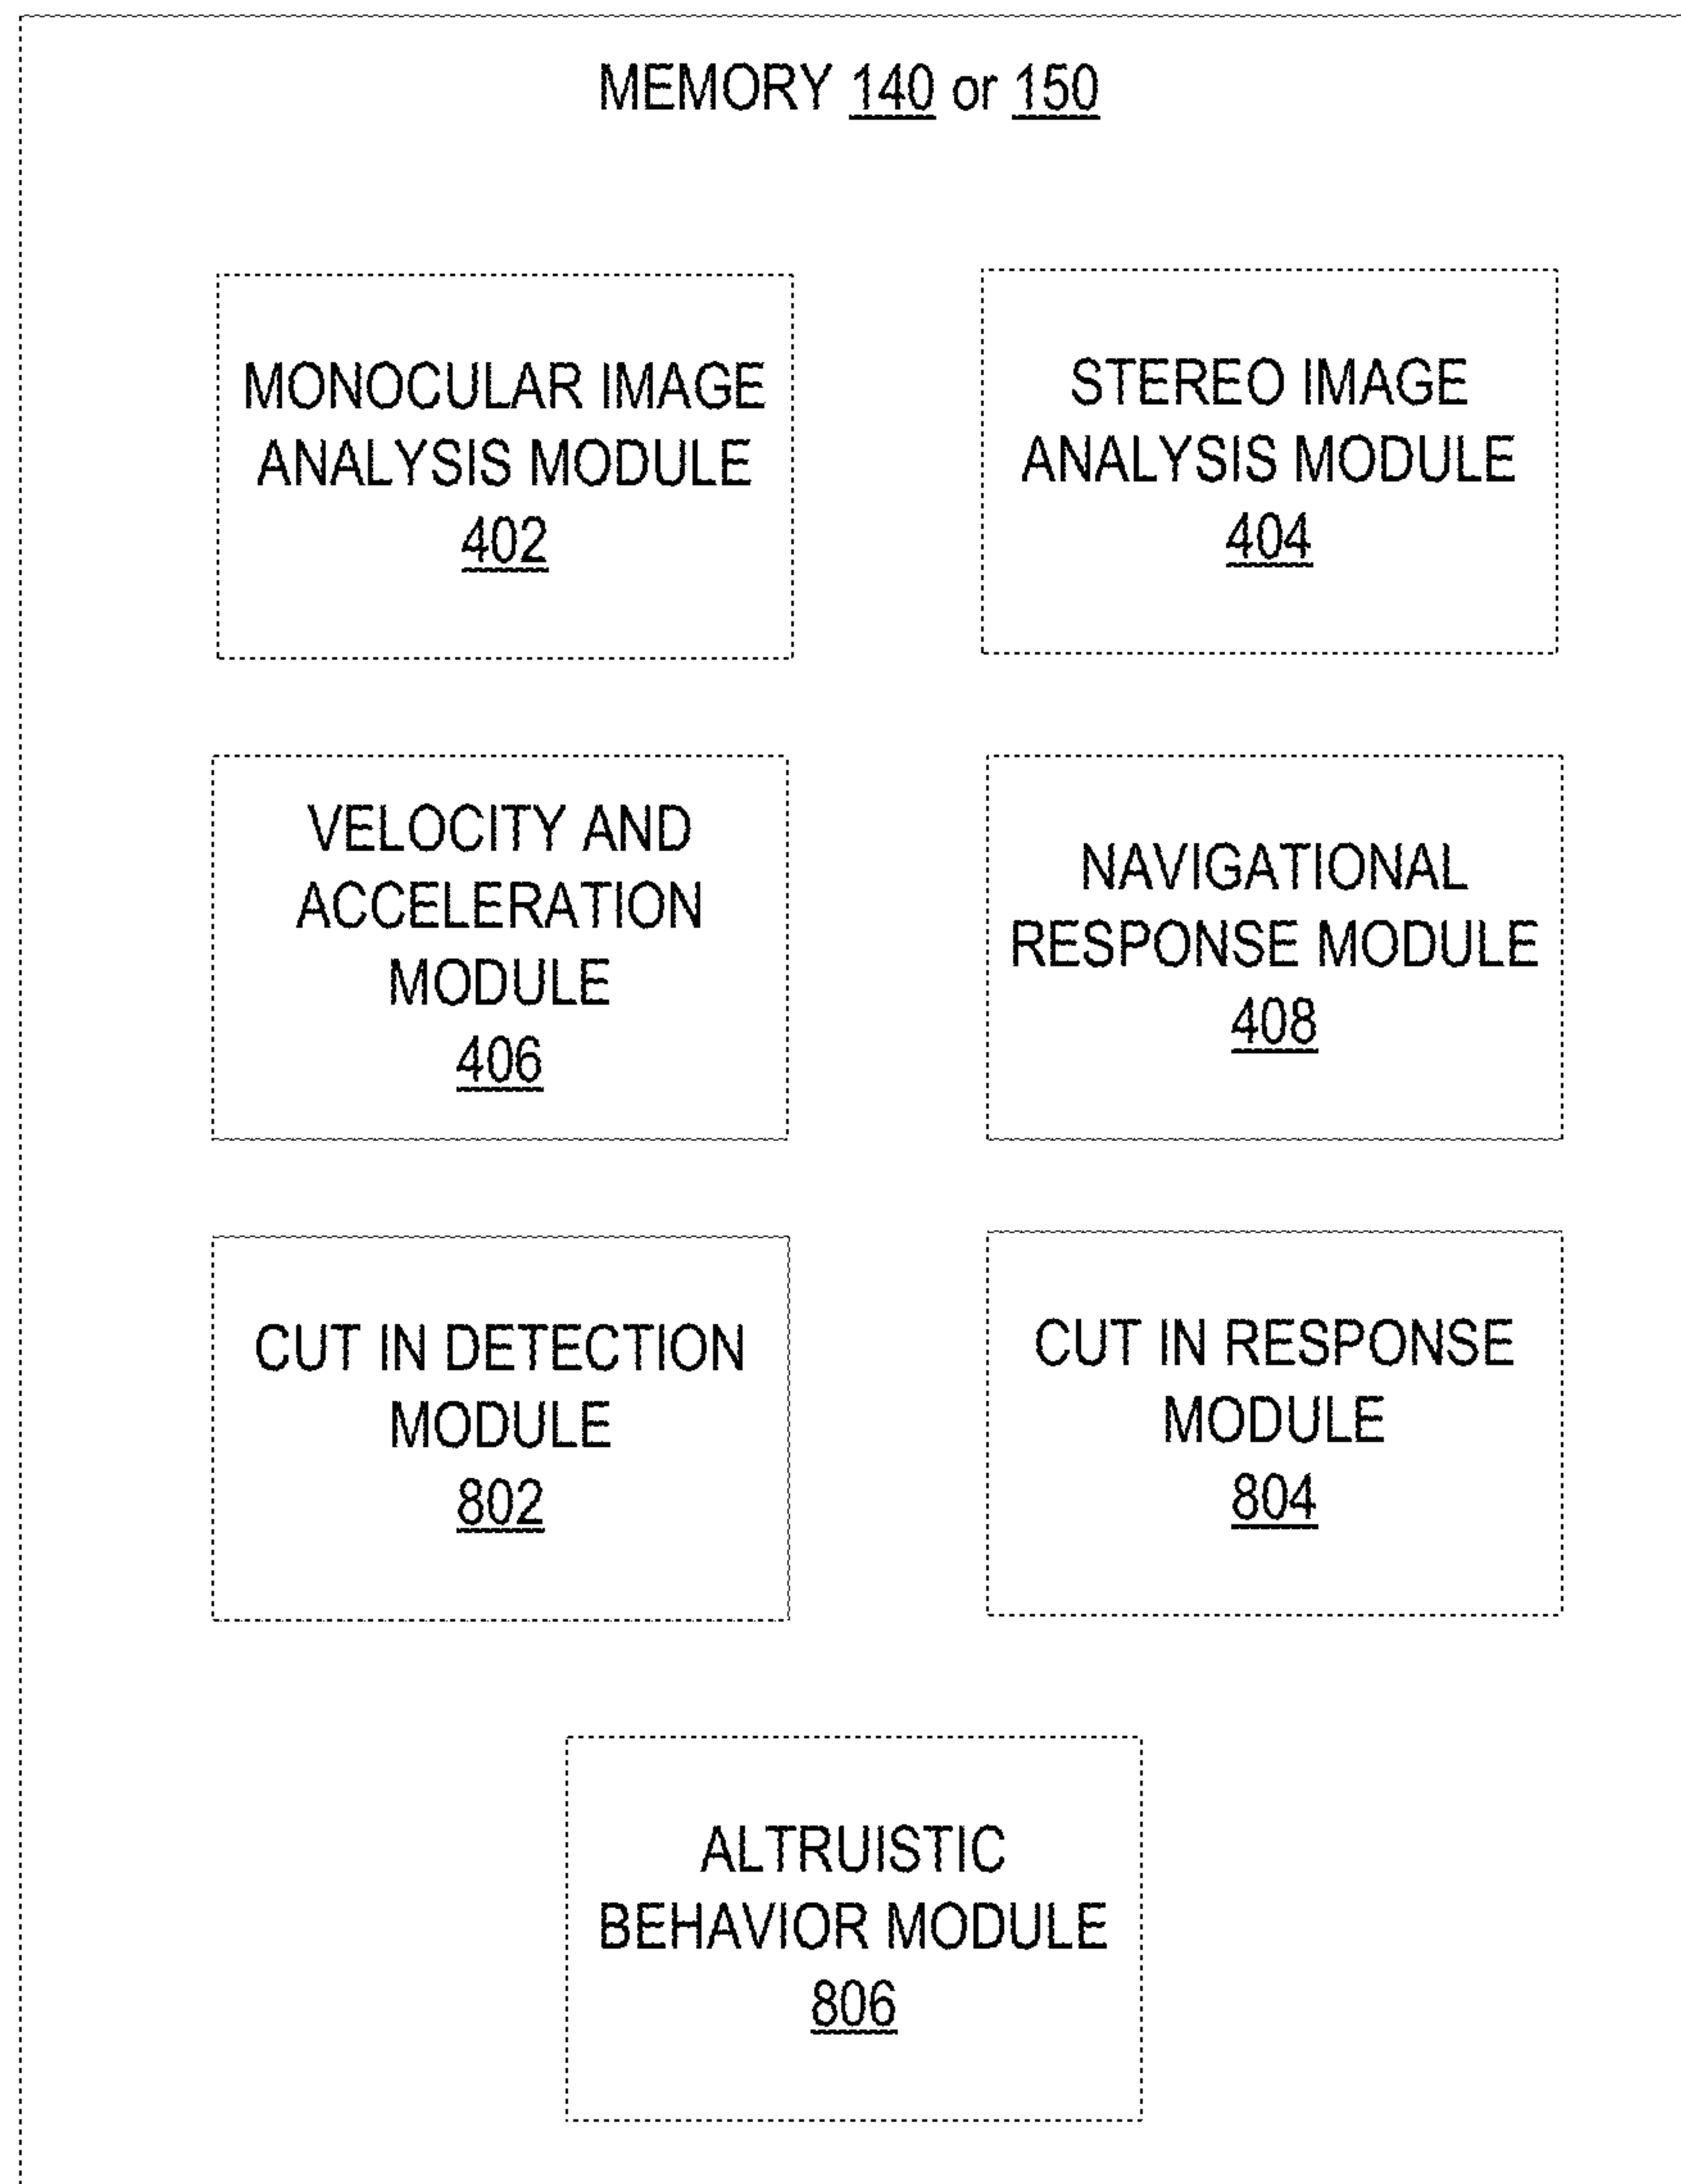 MEMORY 140 or 150
MONOCULAR IMAGE
ANALYSIS MODULE
402
STEREO IMAGE
ANALYSIS MODULE
404
VELOCITY AND
ACCELERATION
MODULE
406
NAVIGATIONAL
RESPONSE MODULE
408
CUT IN DETECTION
MODULE
802
CUT IN RESPONSE
MODULE
804
ALTRUISTIC
BEHAVIOR MODULE
806